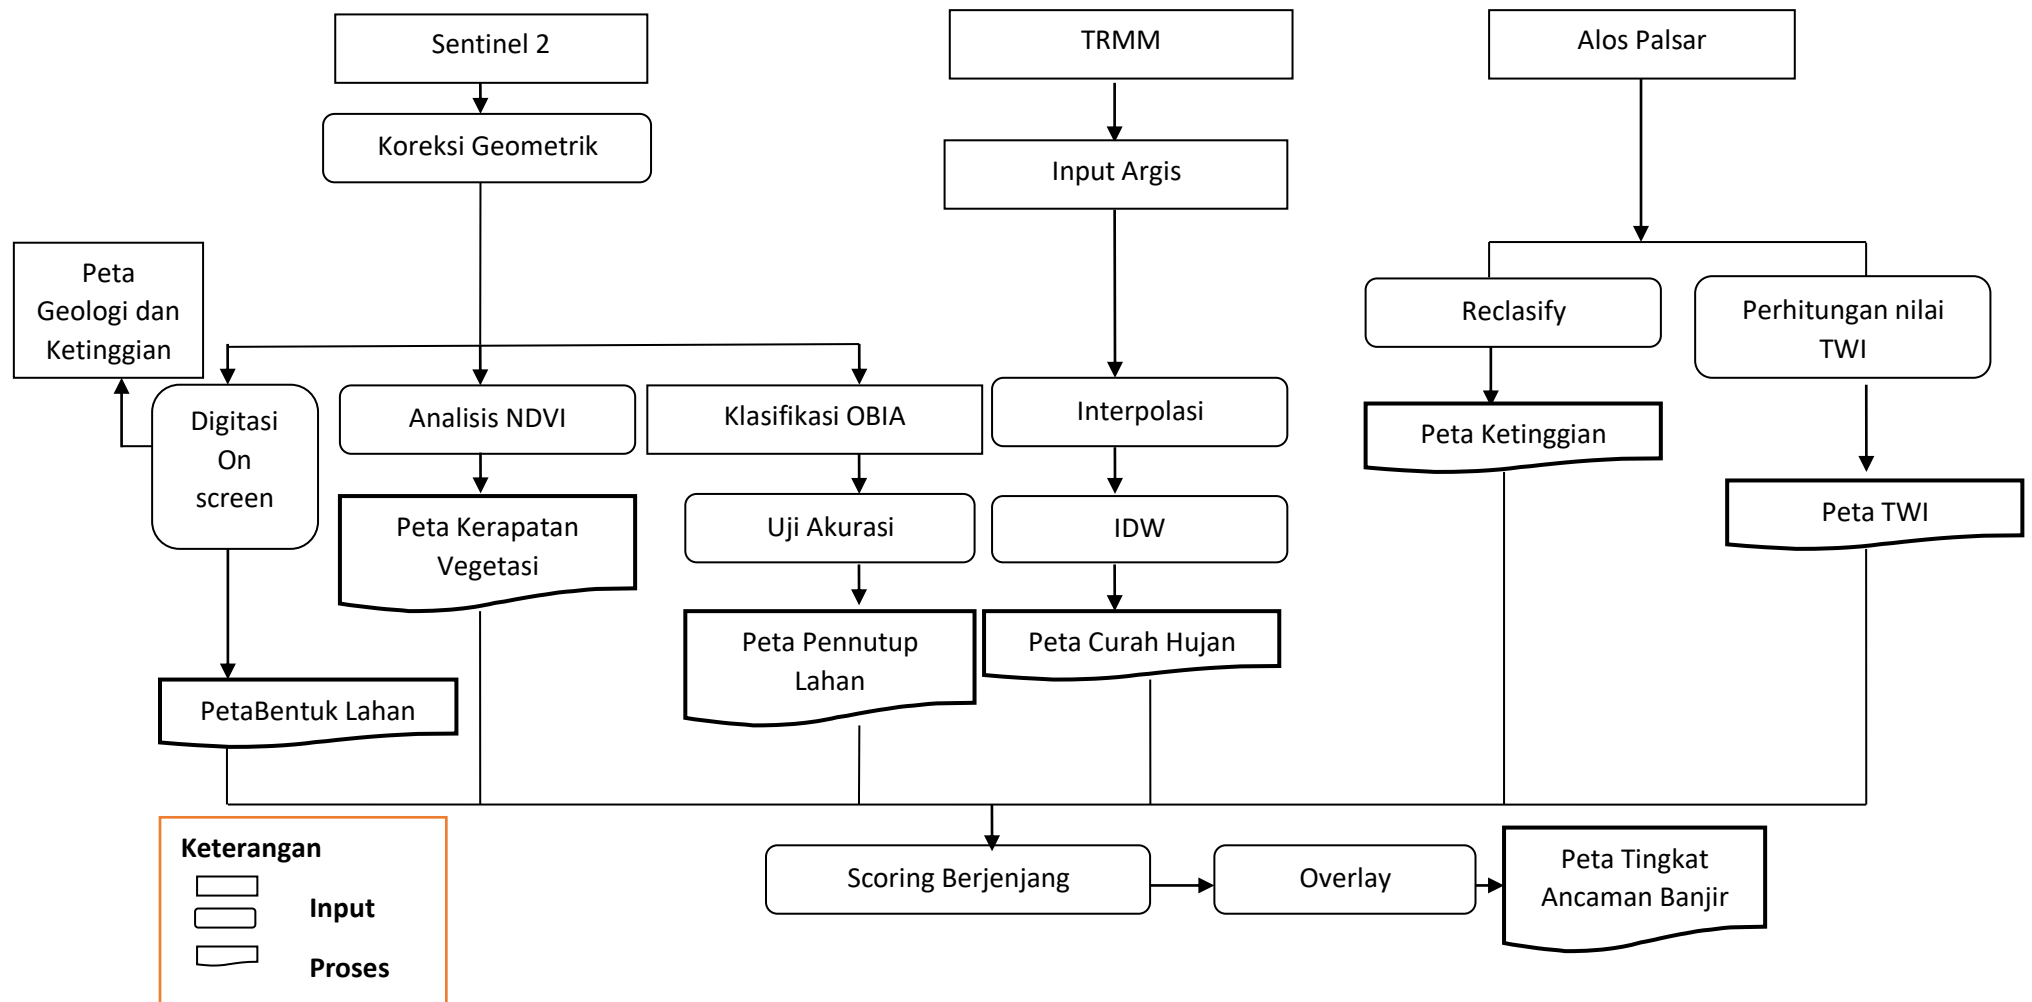 Sentinel 2
TRMM
Alos Palsar
Koreksi Geometrik
Input Argis
Peta
Geologi dan
Ketinggian
Reclasify
Perhitungan nilai
TWI
Digitasi
On
screen
Analisis NDVI
Klasifikasi OBIA
Interpolasi
Peta Ketinggian
Peta Kerapatan
Vegetasi
Uji Akurasi
IDW
Peta TWI
Peta Pennutup
Lahan
Peta Curah Hujan
PetaBentuk Lahan
Keterangan
Input
Proses
Scoring Berjenjang
Overlay
Peta Tingkat
Ancaman Banjir